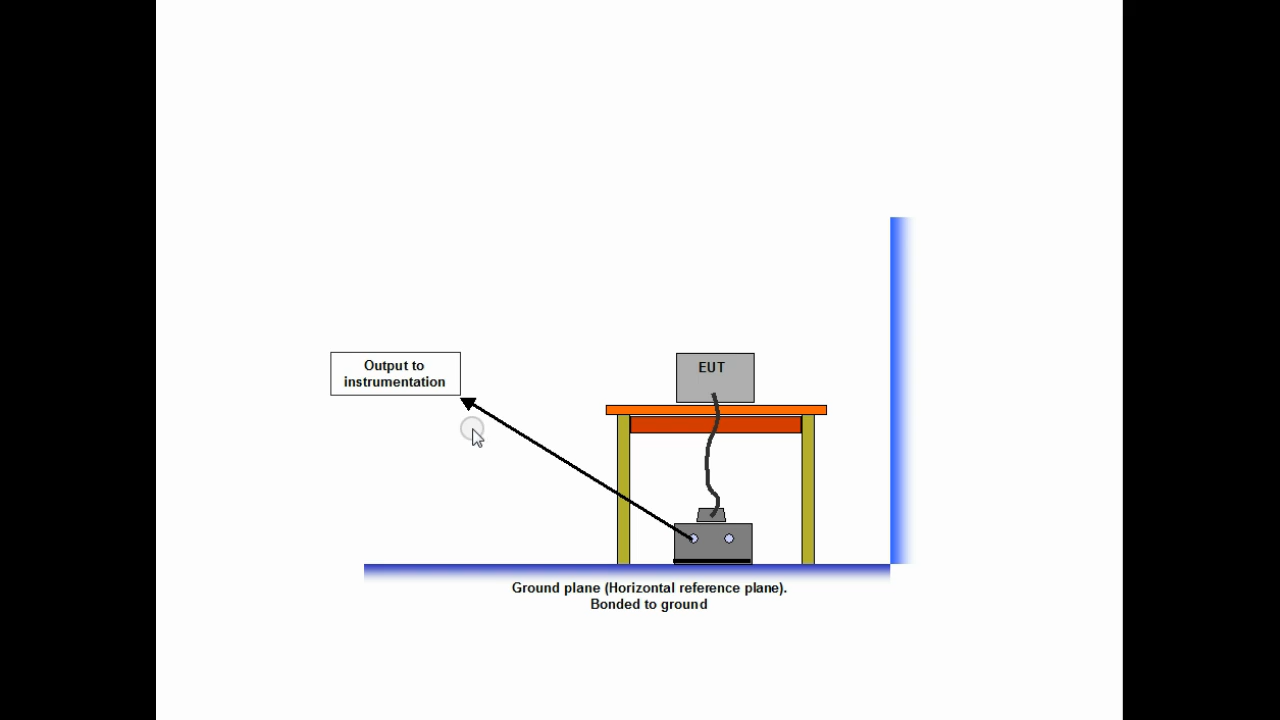 Output to
instrumentation
EUT
Ground plane (Horizontal reference plane).
Bonded to ground